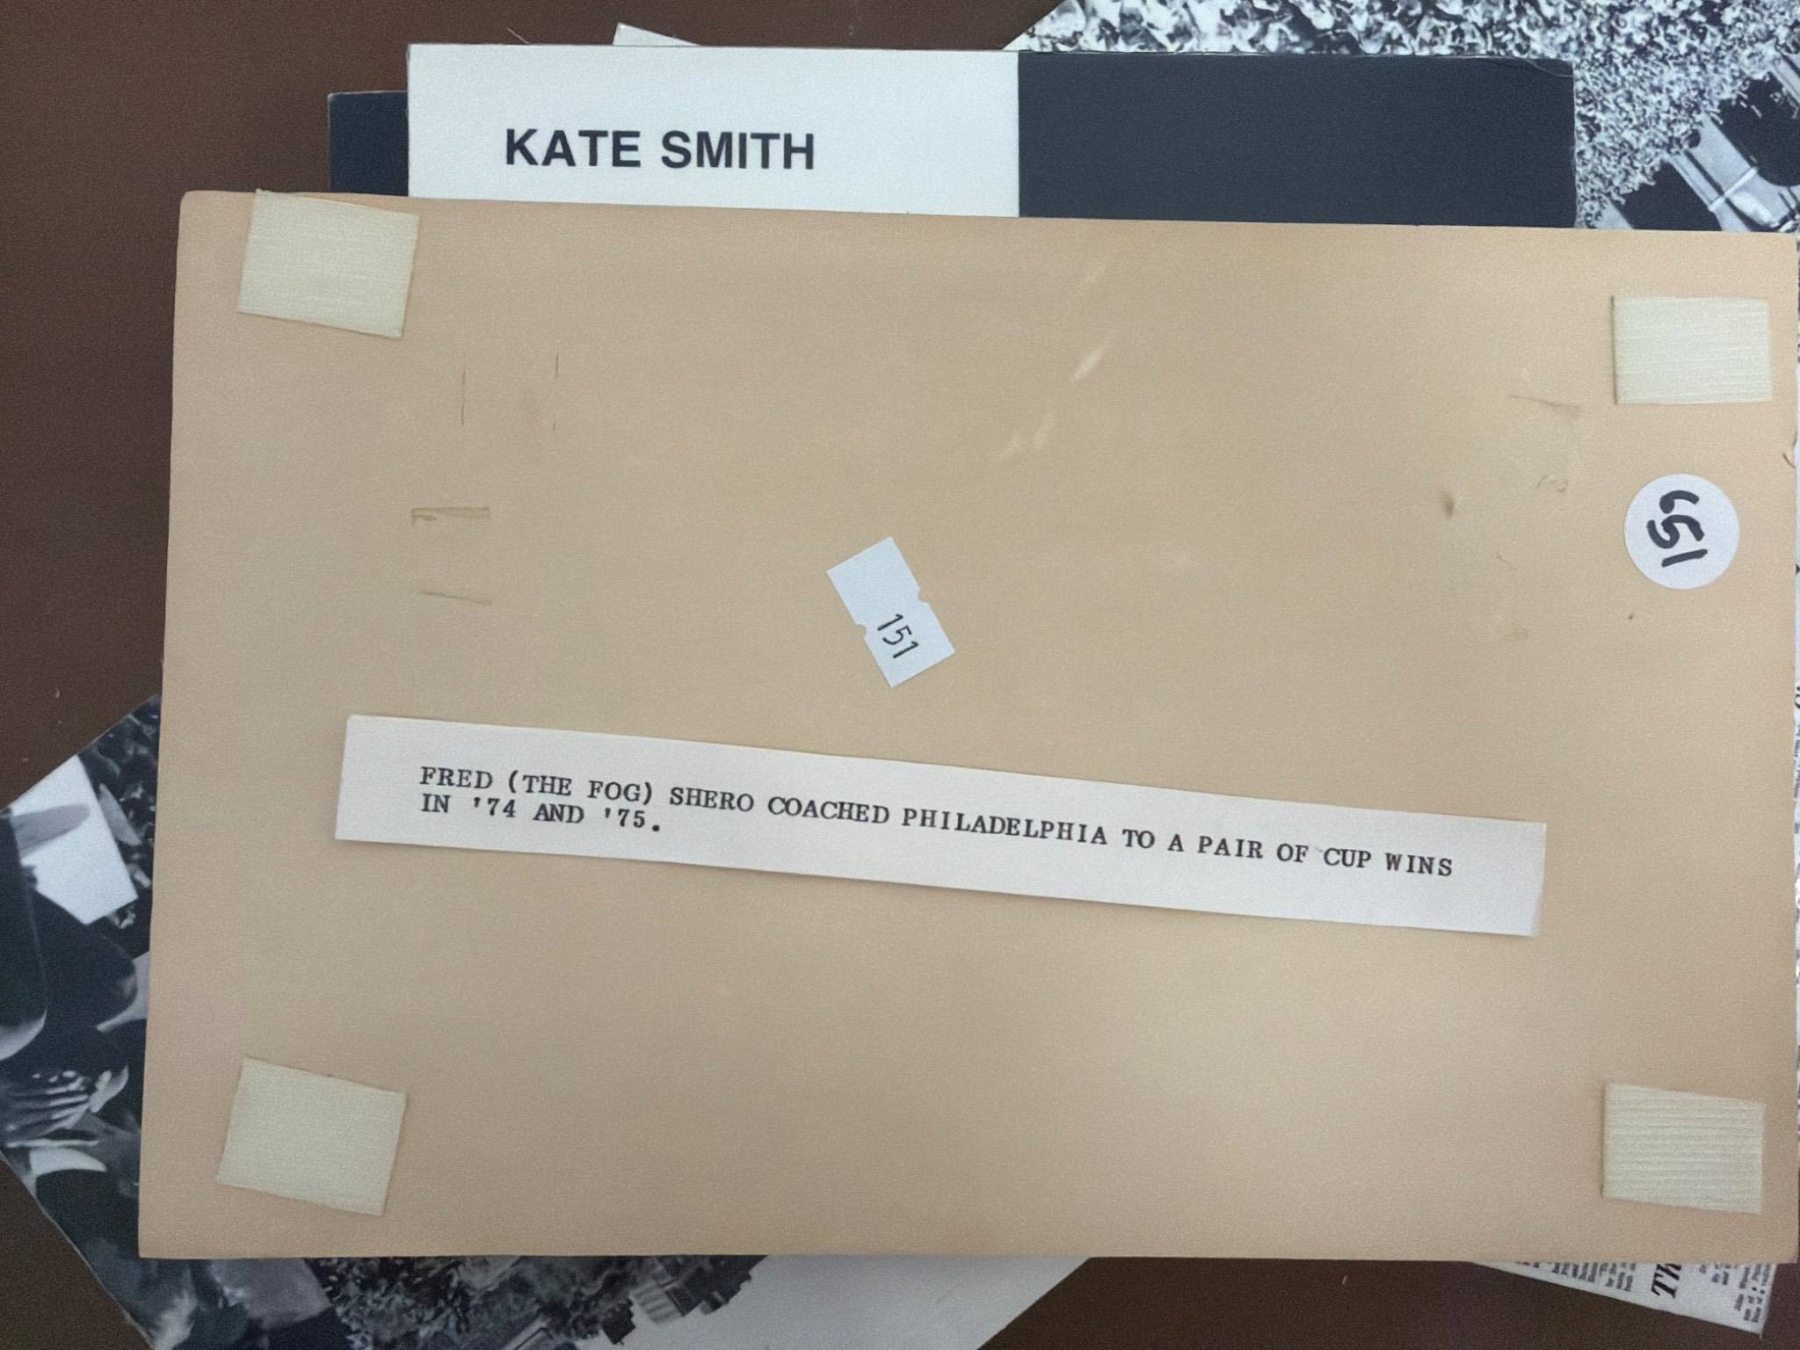 KATE SMITH
151
151
FRED (THE FOG) SHERO COACHED PHILADELPHIA TO A PAIR OF CUP WINS
IN '74 AND '75.